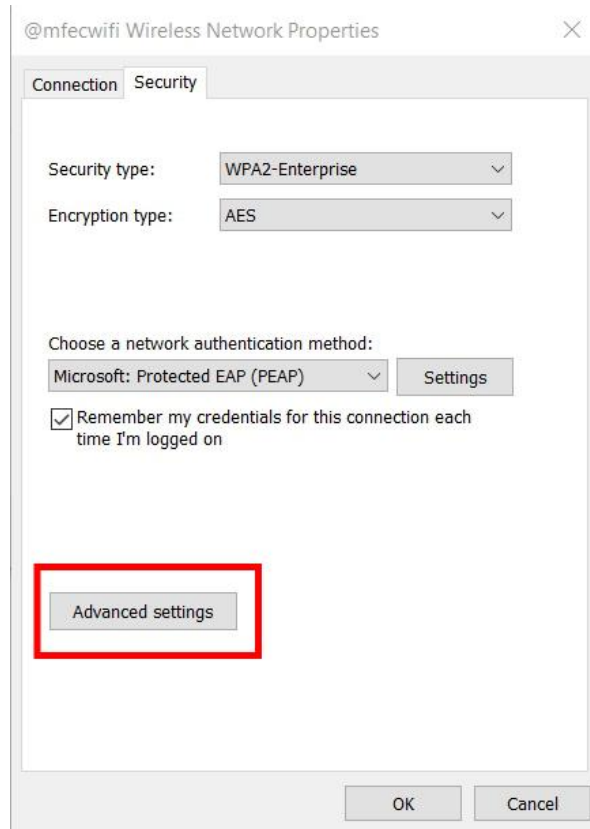 @mfecwifi Wireless Network Properties
Connection
Security
Security type:
WPA2-Enterprise
Encryption type:
AES
Choose a network authentication method:
Microsoft: Protected EAP (PEAP)
Settings
Remember my credentials for this connection each
time I'm logged on
Advanced settings
OK
Cancel